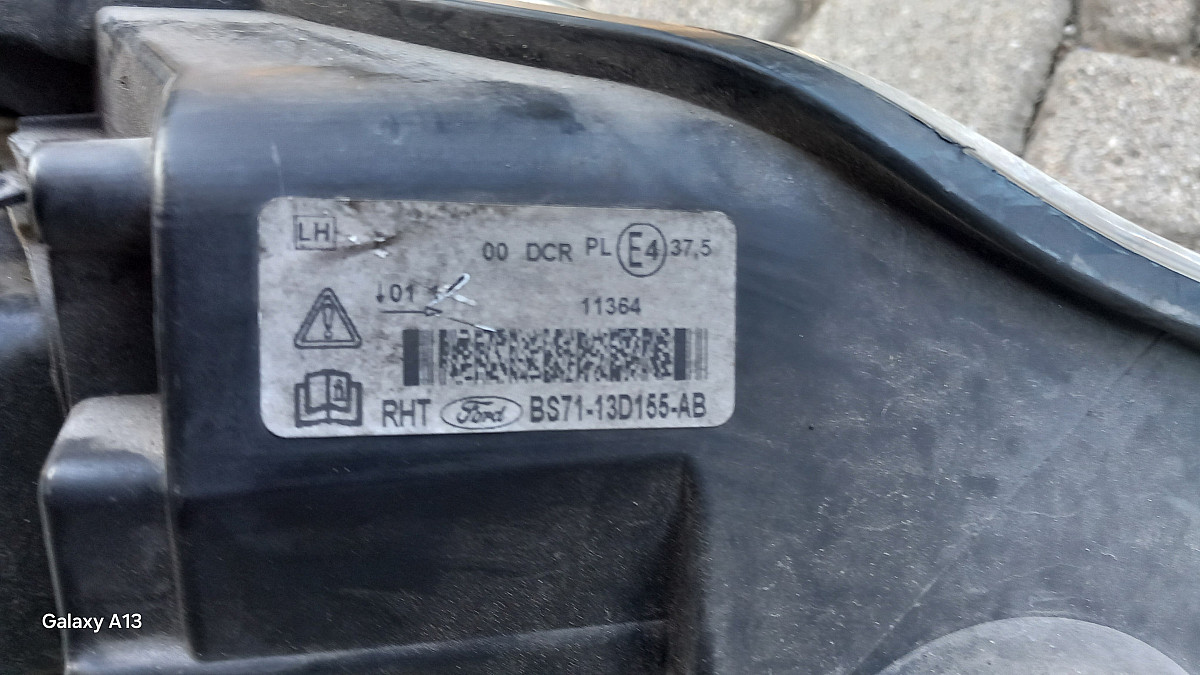 LH
00 DCR PL E4 37,5
↓01
11364
RHT Ford BS71-13D155-AB
Galaxy A13